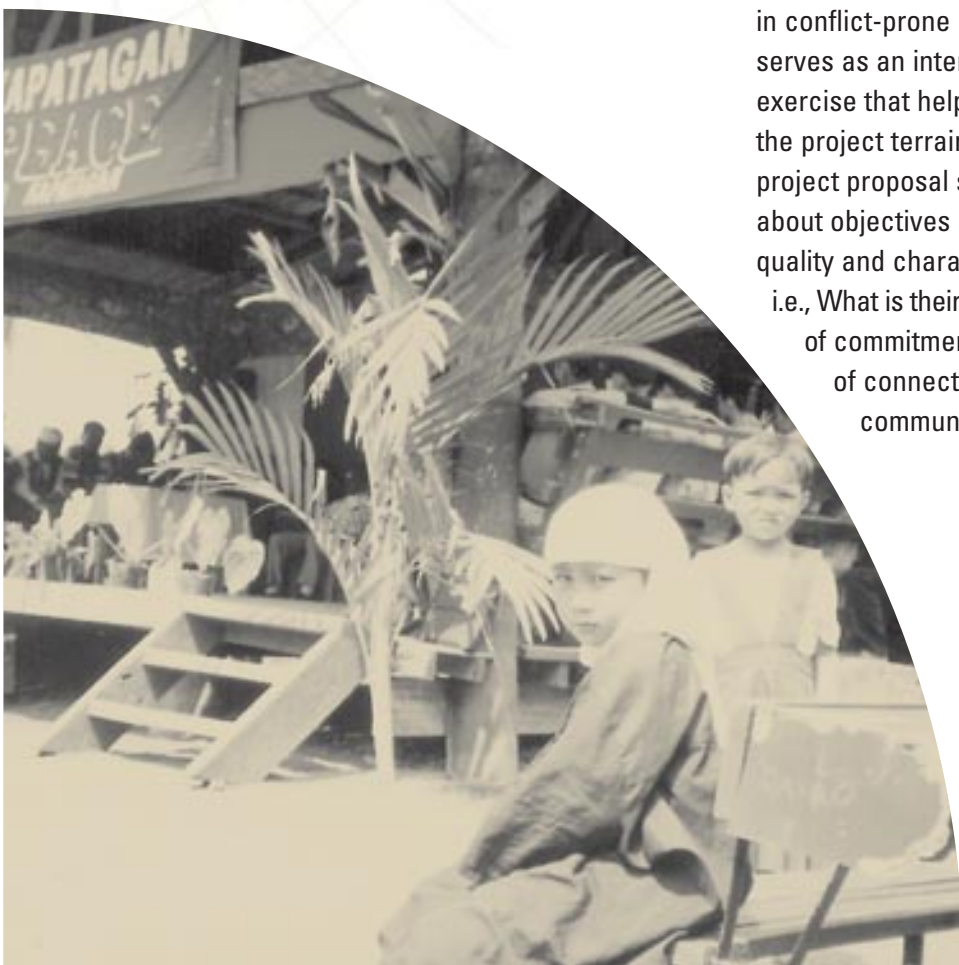 APATAGAN
PEACE
in conflict-prone
serves as an inter
exercise that help
the project terrain
project proposal s
about objectives
quality and chara
i.e., What is their
of commitmen
of connect
commun